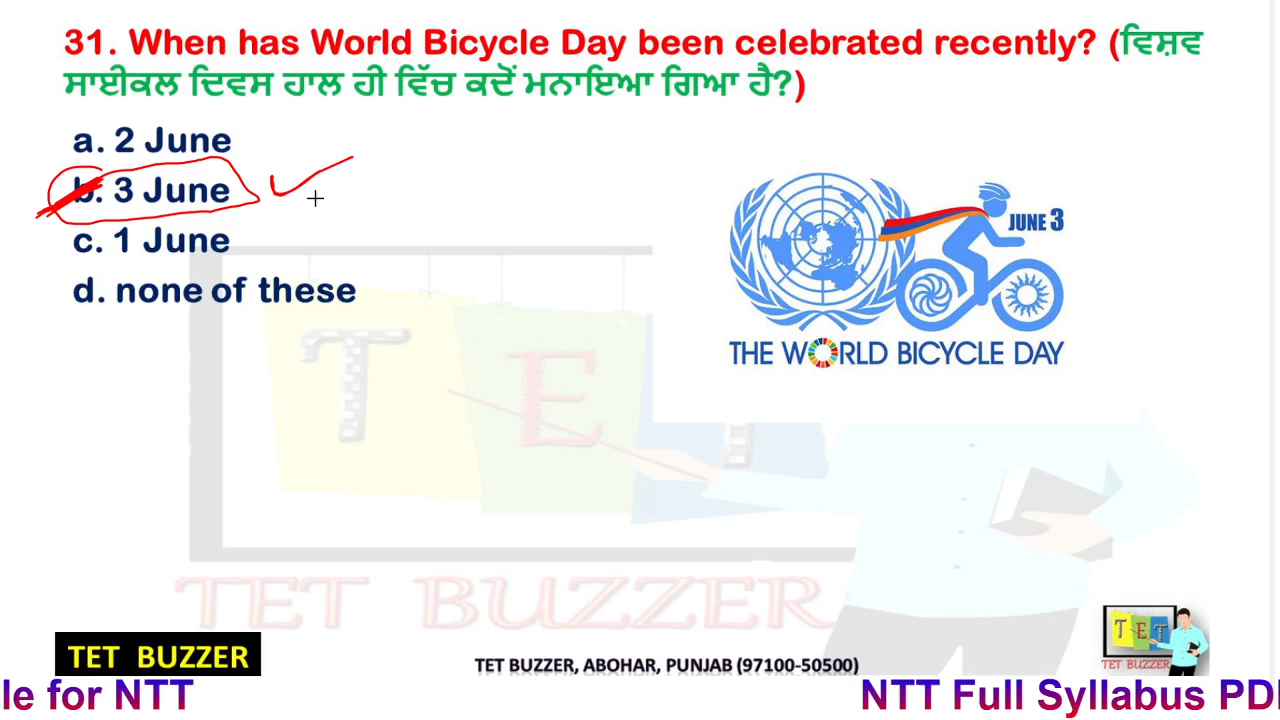 31. When has World Bicycle Day been celebrated recently? (ਵਿਸ਼ਵ
ਸਾਈਕਲ ਦਿਵਸ ਹਾਲ ਹੀ ਵਿੱਚ ਕਦੋਂ ਮਨਾਇਆ ਗਿਆ ਹੈ?)
a. 2 June
b. 3 June
c. 1 June
d. none of these
JUNE 3
THE WORLD BICYCLE DAY
T E T
TET BUZZER
TET BUZZER
TET BUZZER, ABOHAR, PUNJAB (97100-50500)
TET
TET BUZZER
le for NTT
NTT Full Syllabus PD